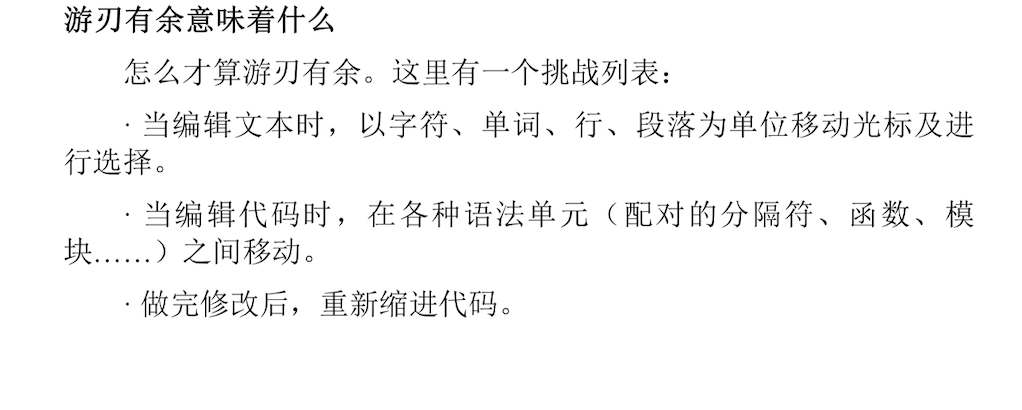 游刃有余意味着什么
怎么才算游刃有余。这里有一个挑战列表：
· 当编辑文本时，以字符、单词、行、段落为单位移动光标及进
行选择。
· 当编辑代码时，在各种语法单元（配对的分隔符、函数、模
块……）之间移动。
· 做完修改后，重新缩进代码。